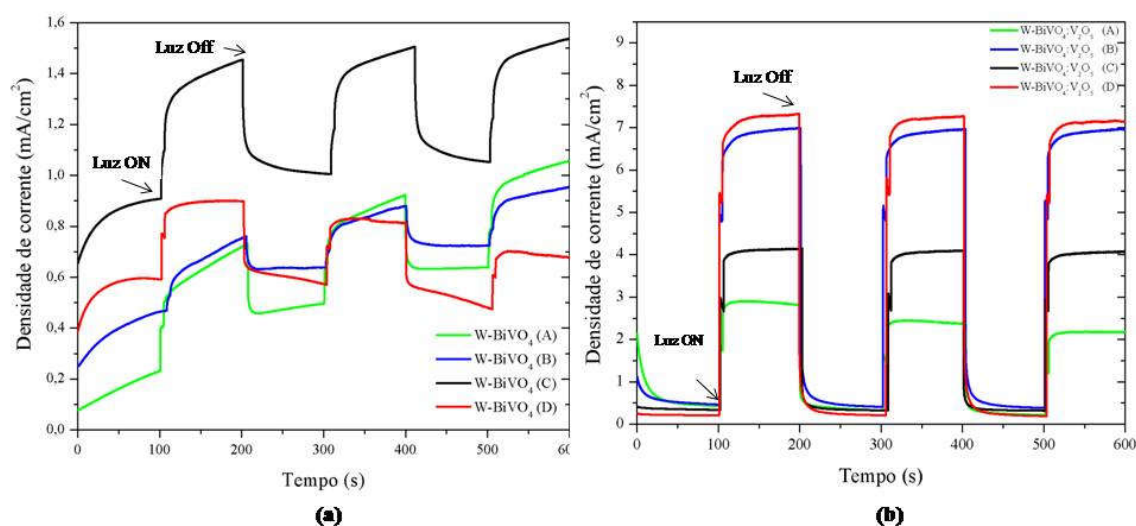 1,6
1,4
1,2
1,0
0,8
0,6
0,4
0,2
0,0
Densidade de corrente (mA/cm²)
Luz Off
Luz ON
W-BiVO₄ (A)
W-BiVO₄ (B)
W-BiVO₄ (C)
W-BiVO₄ (D)
0 100 200 300 400 500 600
Tempo (s)
(a)
9
8
7
6
5
4
3
2
1
0
Densidade de corrente (mA/cm²)
W-BiVO₄:V₂O₅ (A)
W-BiVO₄:V₂O₅ (B)
W-BiVO₄:V₂O₅ (C)
W-BiVO₄:V₂O₅ (D)
Luz Off
Luz ON
0 100 200 300 400 500 600
Tempo (s)
(b)